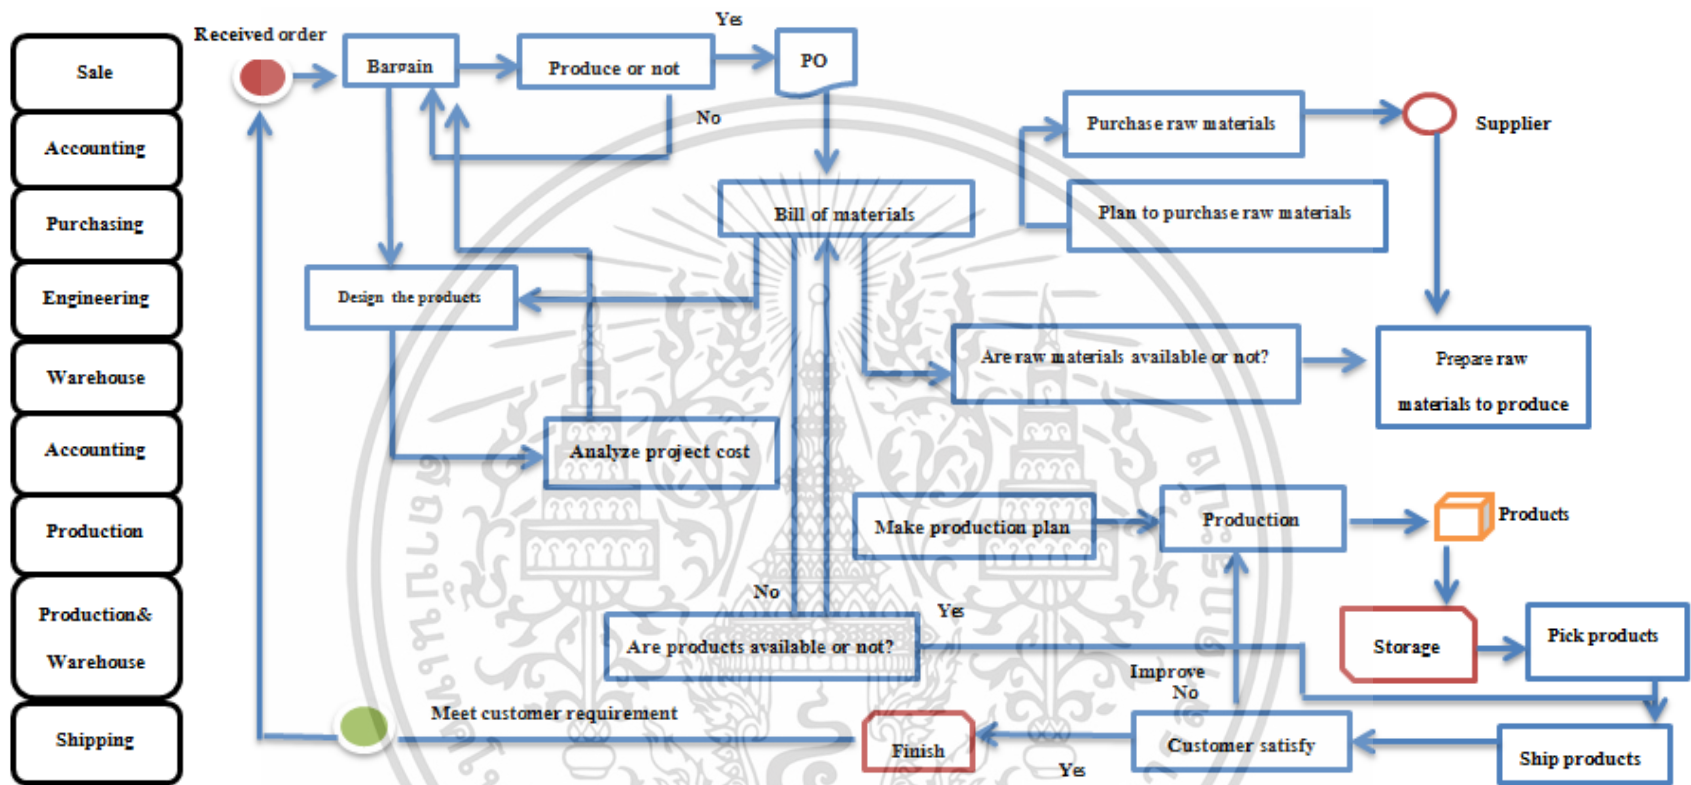 Sale
Accounting
Purchasing
Engineering
Warehouse
Accounting
Production
Production&
Warehouse
Shipping
Received order
Bargain
Produce or not
Yes
No
PO
Purchase raw materials
Supplier
Plan to purchase raw materials
Bill of materials
Design the products
Are raw materials available or not?
Prepare raw
materials to produce
Analyze project cost
Make production plan
Production
Products
No
Yes
Are products available or not?
Storage
Pick products
Improve
No
Meet customer requirement
Finish
Customer satisfy
Yes
Ship products